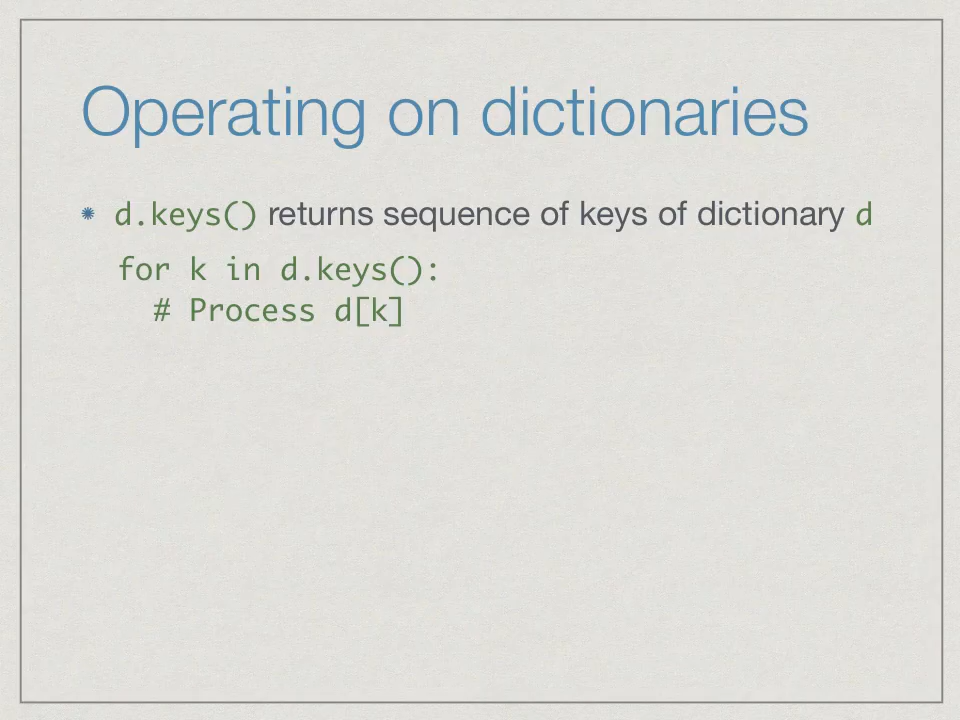 Operating on dictionaries
d.keys() returns sequence of keys of dictionary d
for k in d.keys():
# Process d[k]